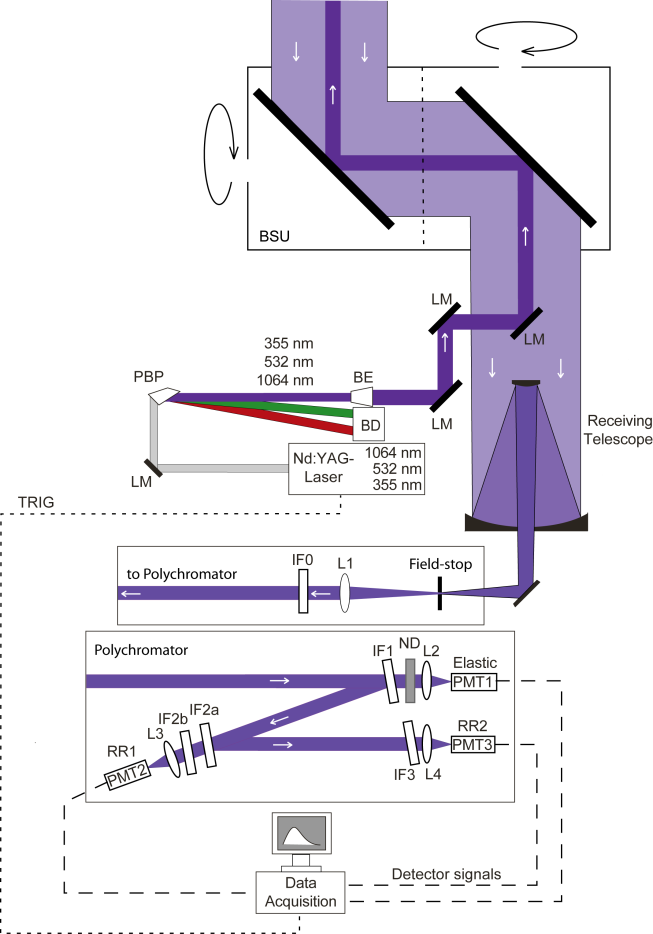 BSU
LM
LM
355 nm
532 nm
1064 nm
PBP
BE
LM
BD
Receiving
Telescope
Nd:YAG-
Laser
1064 nm
532 nm
355 nm
LM
TRIG
to Polychromator
IF0
L1
Field-stop
Polychromator
IF1
ND
L2
Elastic
PMT1
IF2a
IF2b
L3
RR1
PMT2
RR2
PMT3
IF3
L4
Detector signals
Data
Acquisition